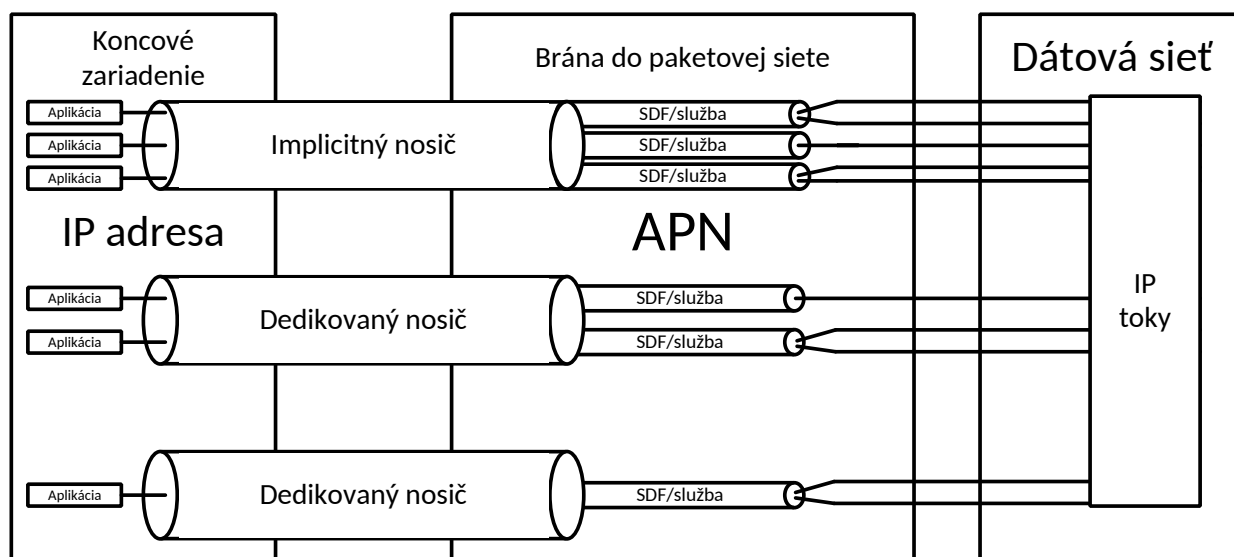 Koncové
zariadenie
Brána do paketovej siete
Dátová sieť
Aplikácia
Aplikácia
Aplikácia
Implicitný nosič
SDF/služba
SDF/služba
SDF/služba
IP adresa
APN
IP
toky
Aplikácia
Aplikácia
Dedikovaný nosič
SDF/služba
SDF/služba
Aplikácia
Dedikovaný nosič
SDF/služba